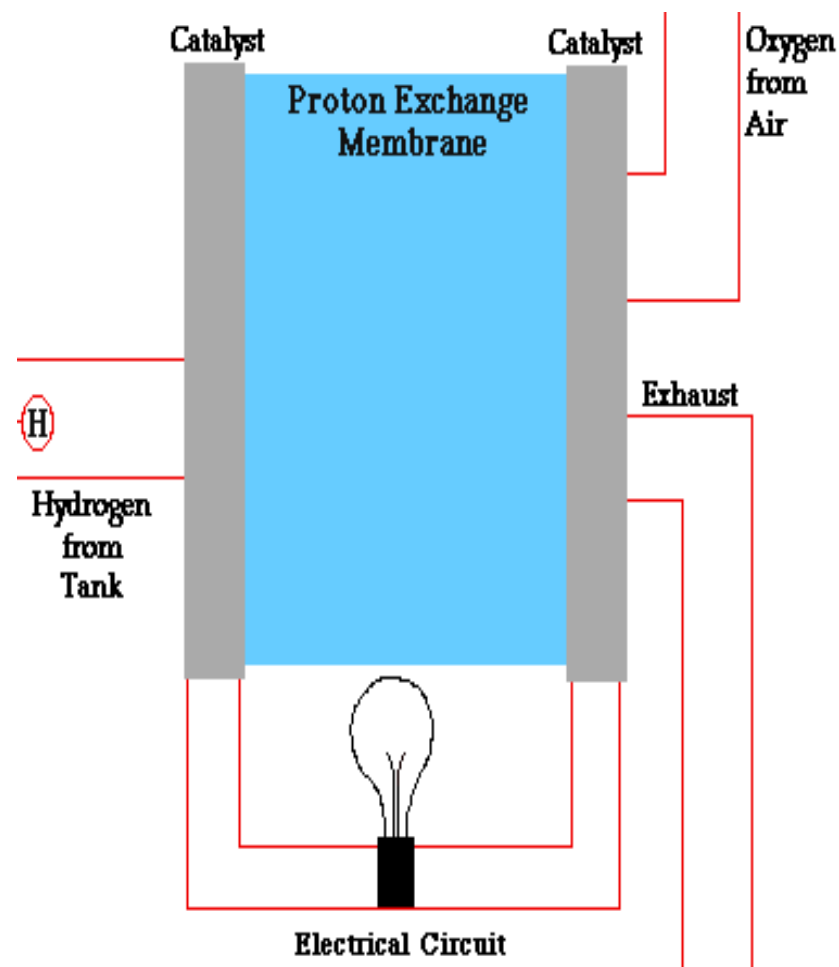 Catalyst
Catalyst
Oxygen
from
Air
Proton Exchange
Membrane
Exhaust
H
Hydrogen
from
Tank
Electrical Circuit